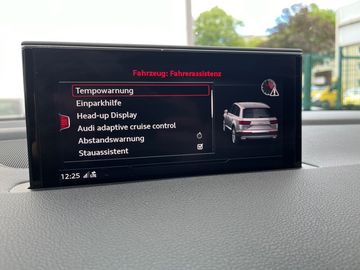 Fahrzeug: Fahrerassistenz
Tempowarnung
Einparkhilfe
Head-up Display
Audi adaptive cruise control
Abstandswarnung
Stauassistent
12:25